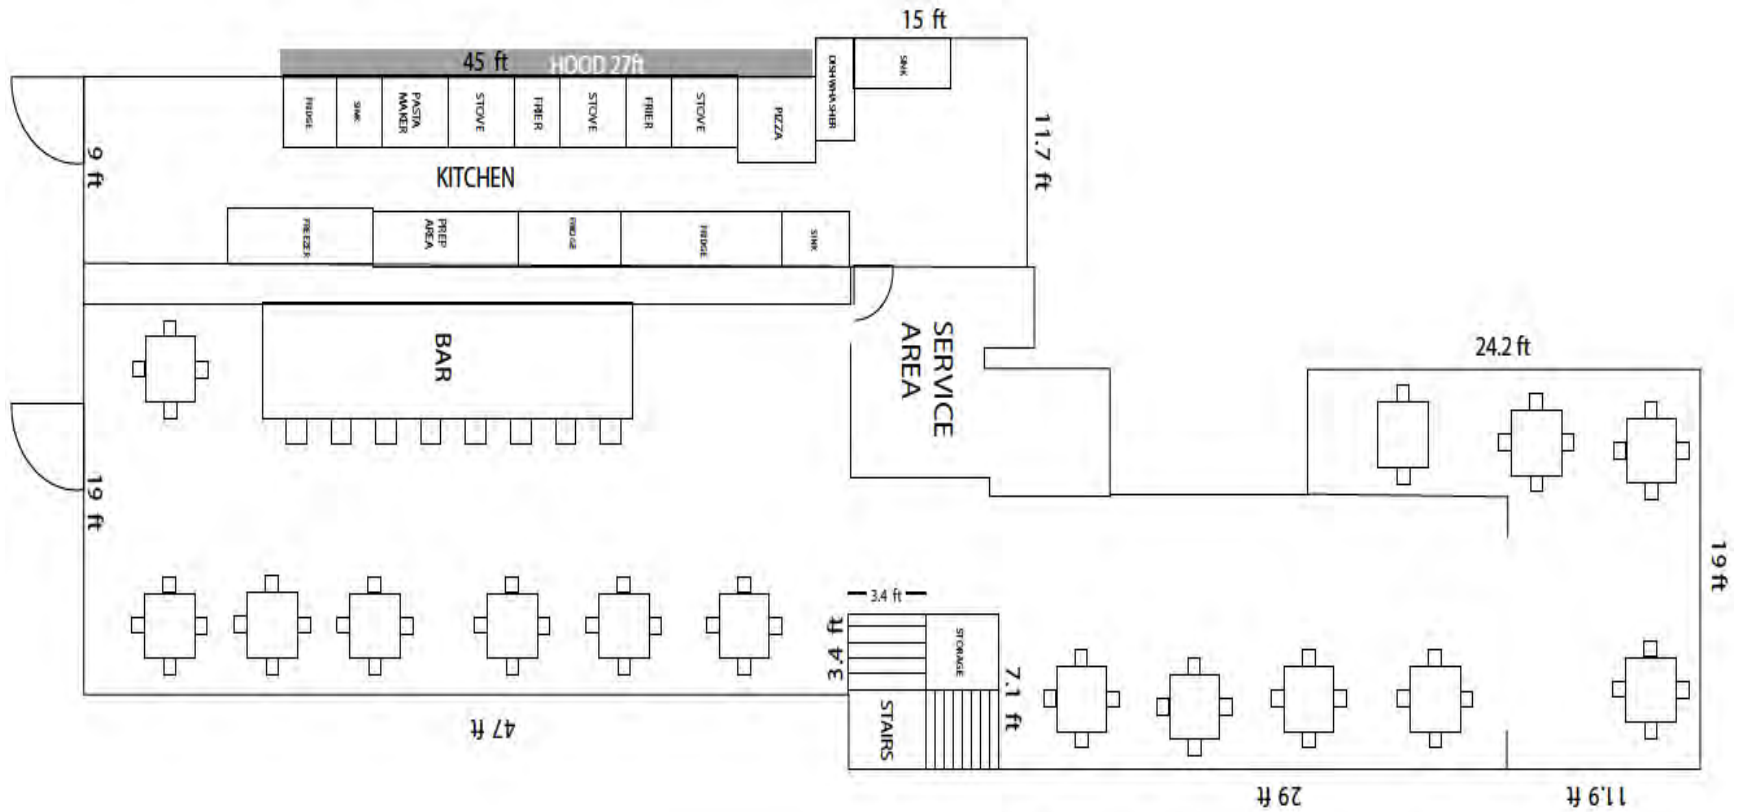 15 ft
45 ft
HOOD 27ft
FRIDGE
SINK
PASTA
MAKER
STOVE
FRIER
STOVE
FRIER
STOVE
PIZZA
DISHWHASHER
SINK
11.7 ft
9 ft
KITCHEN
FREEZER
PREP
AREA
FRIDGE
FRIDGE
SINK
BAR
SERVICE
AREA
24.2 ft
19 ft
19 ft
3.4 ft
3.4 ft
STORAGE
7.1 ft
STAIRS
47 ft
29 ft
11.9 ft